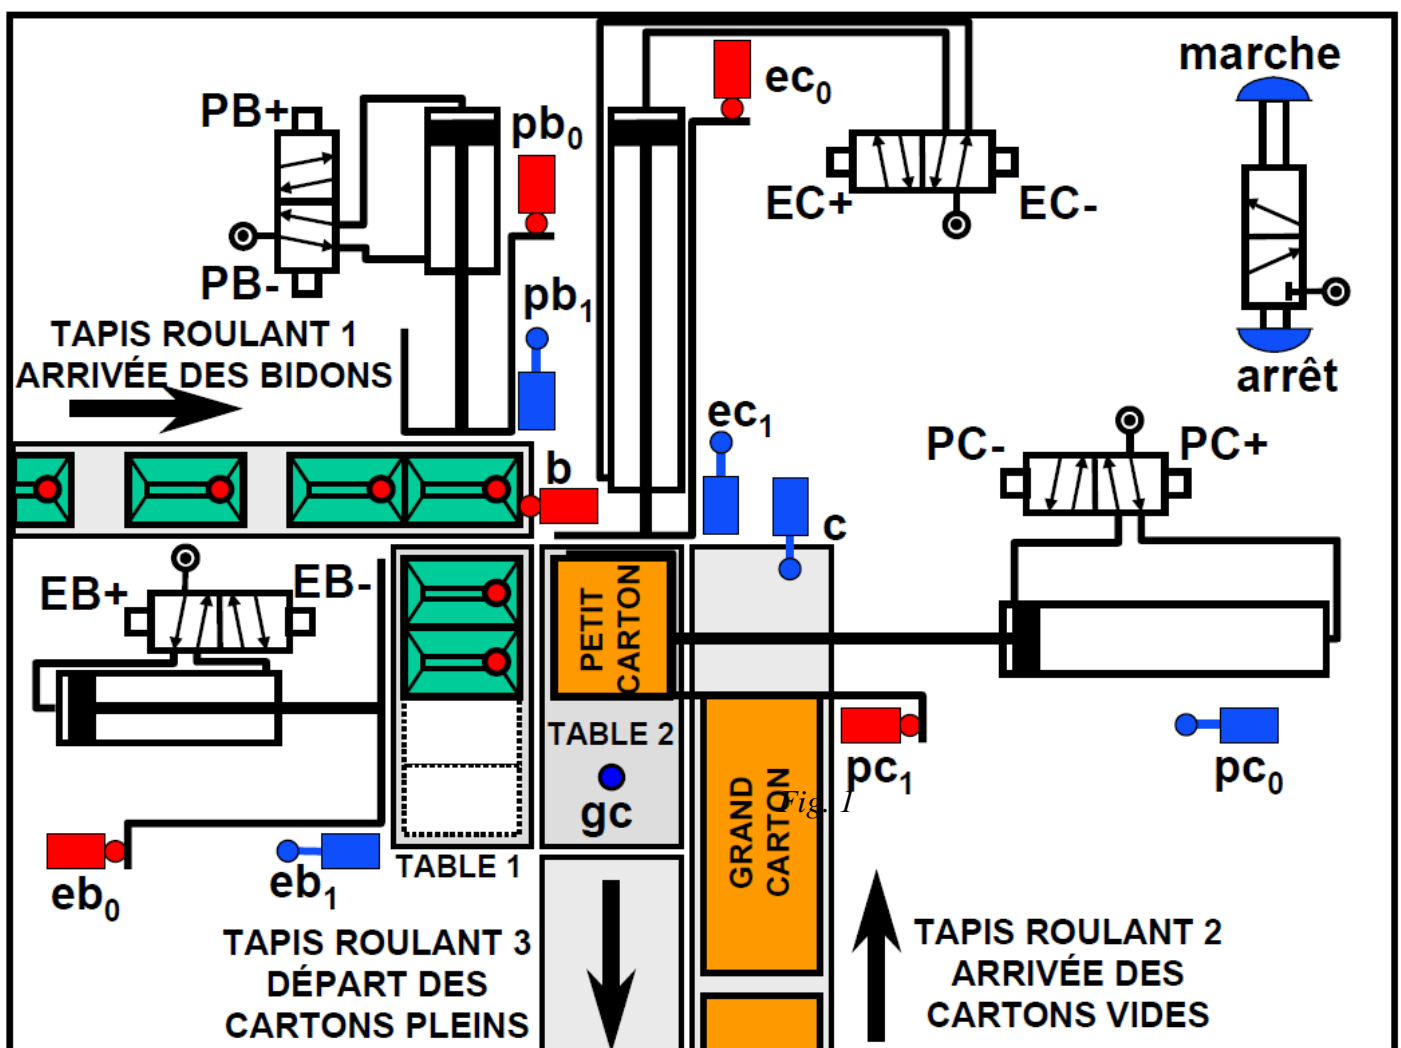 marche
ec0
PB+
pb0
EC+
EC-
PB-
pb1
TAPIS ROULANT 1
ARRIVÉE DES BIDONS
arrêt
ec1
PC-
PC+
b
c
EB+
EB-
PETIT
CARTON
TABLE 2
gc
GRAND
CARTON
Fig. 1
pc1
pc0
eb0
eb1
TABLE 1
TAPIS ROULANT 3
DÉPART DES
CARTONS PLEINS
TAPIS ROULANT 2
ARRIVÉE DES
CARTONS VIDES